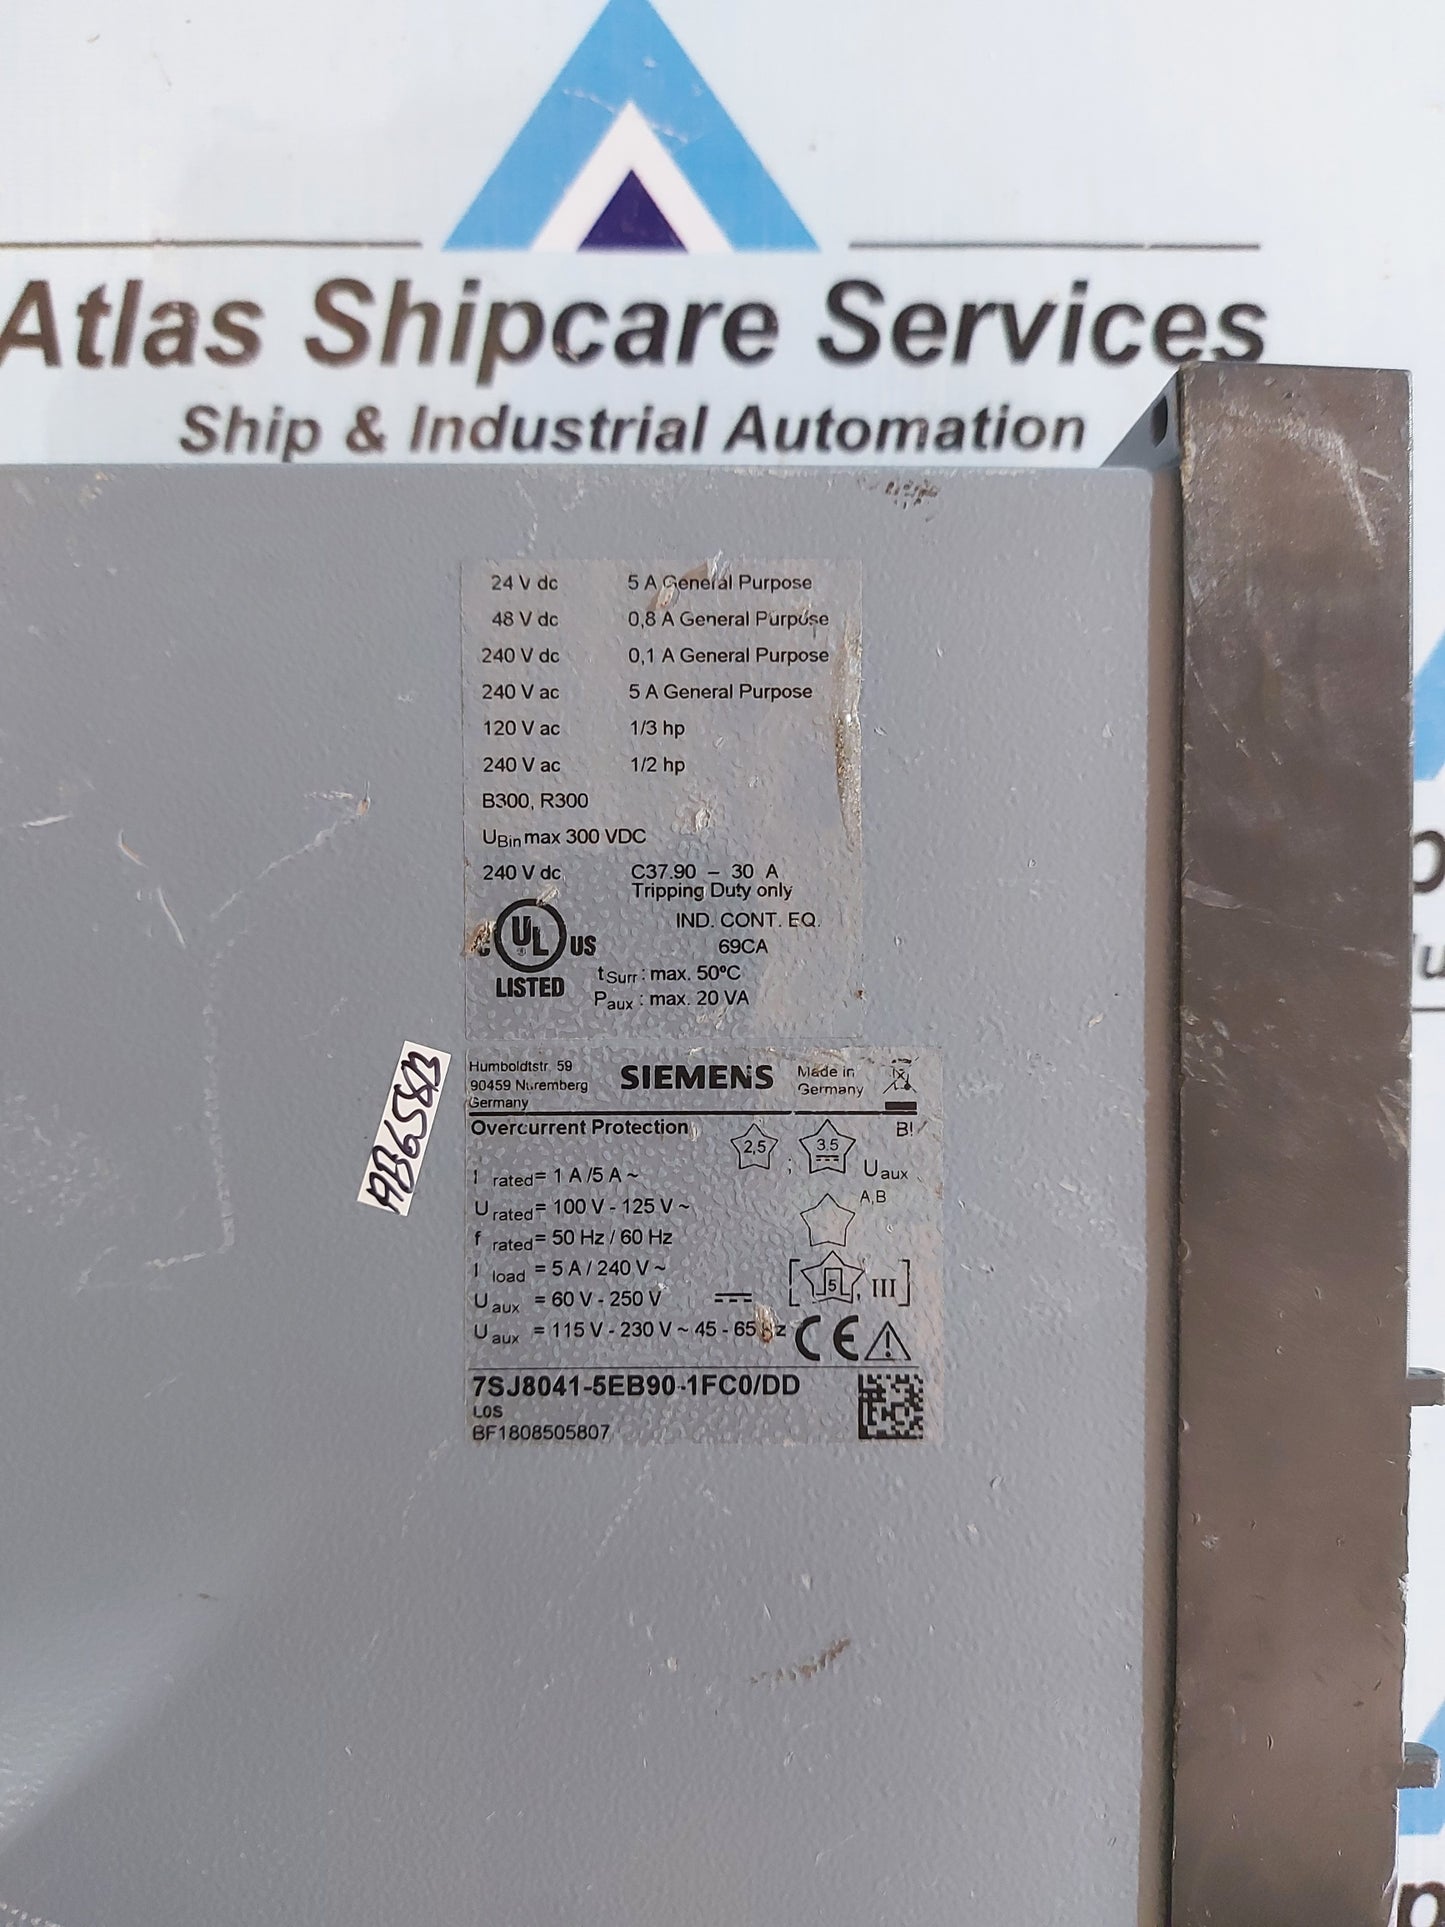 Atlas Shipcare Services
Ship & Industrial Automation
24 V dc 5 A General Purpose
48 V dc 0,8 A General Purpose
240 V dc 0,1 A General Purpose
240 V ac 5 A General Purpose
120 V ac 1/3 hp
240 V ac 1/2 hp
B300, R300
UBin max 300 VDC
240 V dc C37.90 – 30 A
Tripping Duty only
IND. CONT. EQ.
69CA
c UL US
LISTED
tSurr : max. 50°C
Paux : max. 20 VA
Humboldtstr. 59
90459 Nuremberg
Germany
SIEMENS
Made in
Germany
Overcurrent Protection
2,5 ; 3.5 Uaux
B!
A,B
I rated = 1 A /5 A ~
U rated = 100 V - 125 V ~
f rated = 50 Hz / 60 Hz
I load = 5 A / 240 V ~
[5, III]
U aux = 60 V - 250 V
U aux = 115 V - 230 V ~ 45 - 65 Hz
CE
7SJ8041-5EB90-1FC0/DD
L0S
BF1808505807